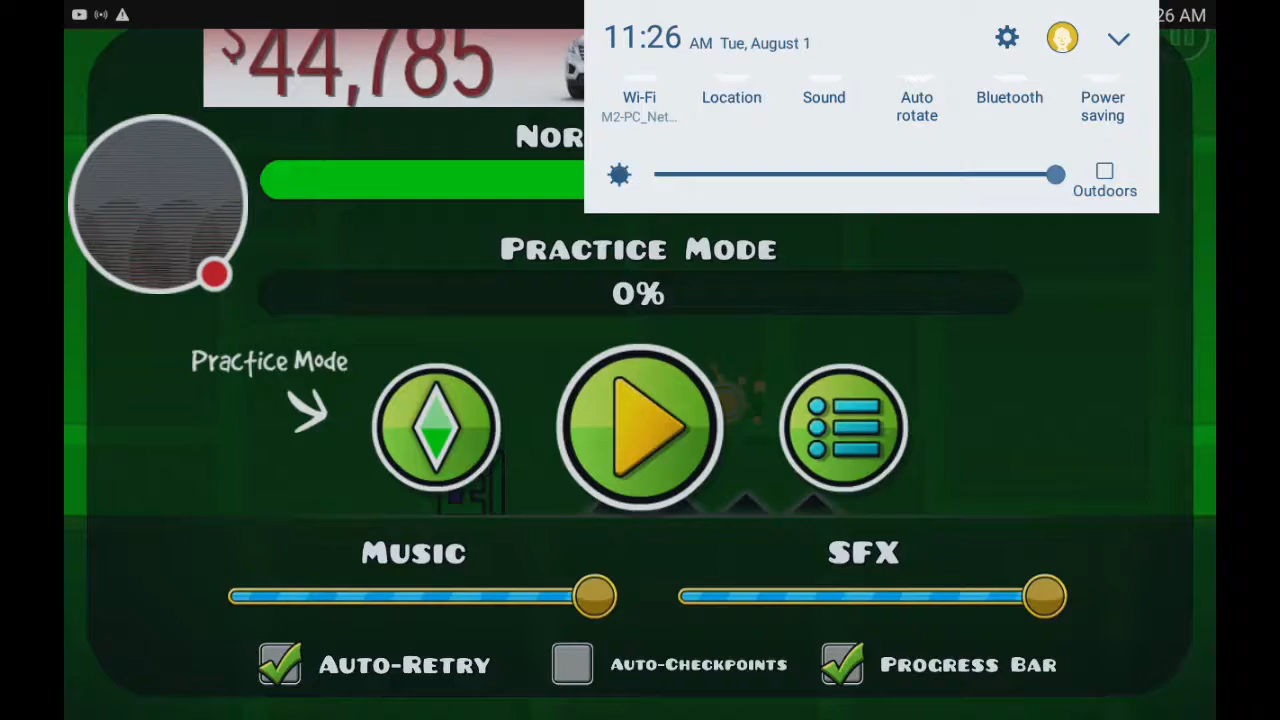 $44,785
26 AM
11:26 AM Tue, August 1
Wi-Fi
M2-PC_Net...
Location
Sound
Auto
rotate
Bluetooth
Power
saving
Outdoors
NOR
PRACTICE MODE
0%
Practice Mode
MUSIC
SFX
AUTO-RETRY
AUTO-CHECKPOINTS
PROGRESS BAR